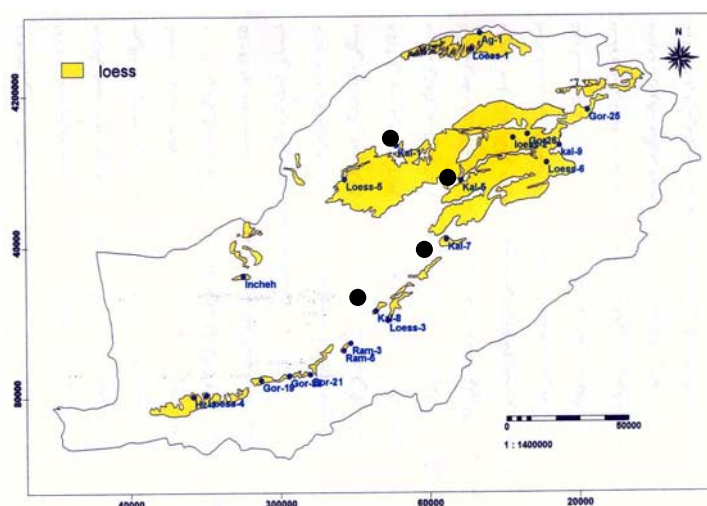 N
loess
Ag-1
Loess-1
4200000
Gor-25
Kal-1
loess-2
Gor26
kal-9
Loess-6
Loess-5
Kal-5
Kal-7
40000
Incheh
Kal-8
Loess-3
Ram-3
Ram-6
Gor-19
Gor-21
Loess-4
80000
0
50000
1 : 1400000
40000
300000
60000
20000